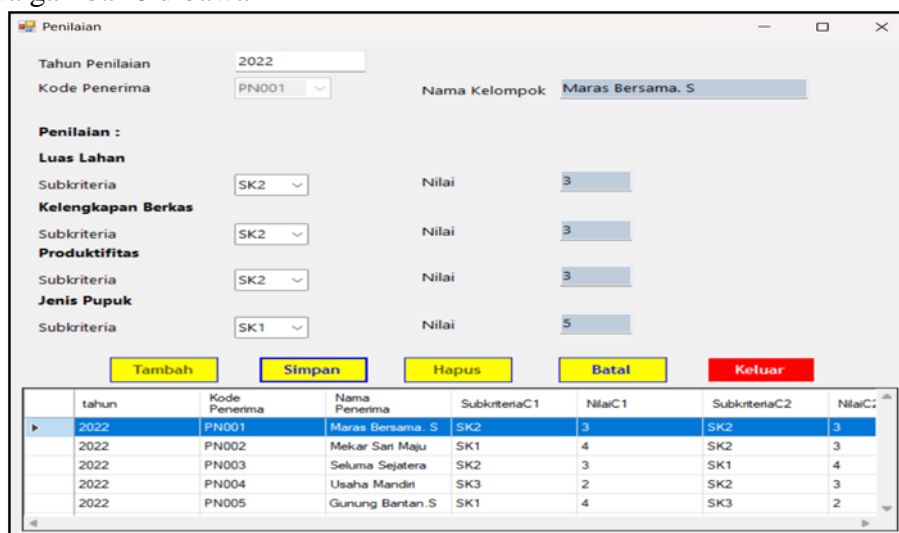 Penilaian
Tahun Penilaian 2022
Kode Penerima PN001 Nama Kelompok Maras Bersama. S
Penilaian :
Luas Lahan
Subkriteria SK2 Nilai 3
Kelengkapan Berkas
Subkriteria SK2 Nilai 3
Produktifitas
Subkriteria SK2 Nilai 3
Jenis Pupuk
Subkriteria SK1 Nilai 5
Tambah Simpan Hapus Batal Keluar
tahun Kode Penerima Nama Penerima SubkriteriaC1 NilaiC1 SubkriteriaC2 NilaiC2
2022 PN001 Maras Bersama. S SK2 3 SK2 3
2022 PN002 Mekar Sari Maju SK1 4 SK2 3
2022 PN003 Seluma Sejatera SK2 3 SK1 4
2022 PN004 Usaha Mandiri SK3 2 SK2 3
2022 PN005 Gunung Bantan.S SK1 4 SK3 2